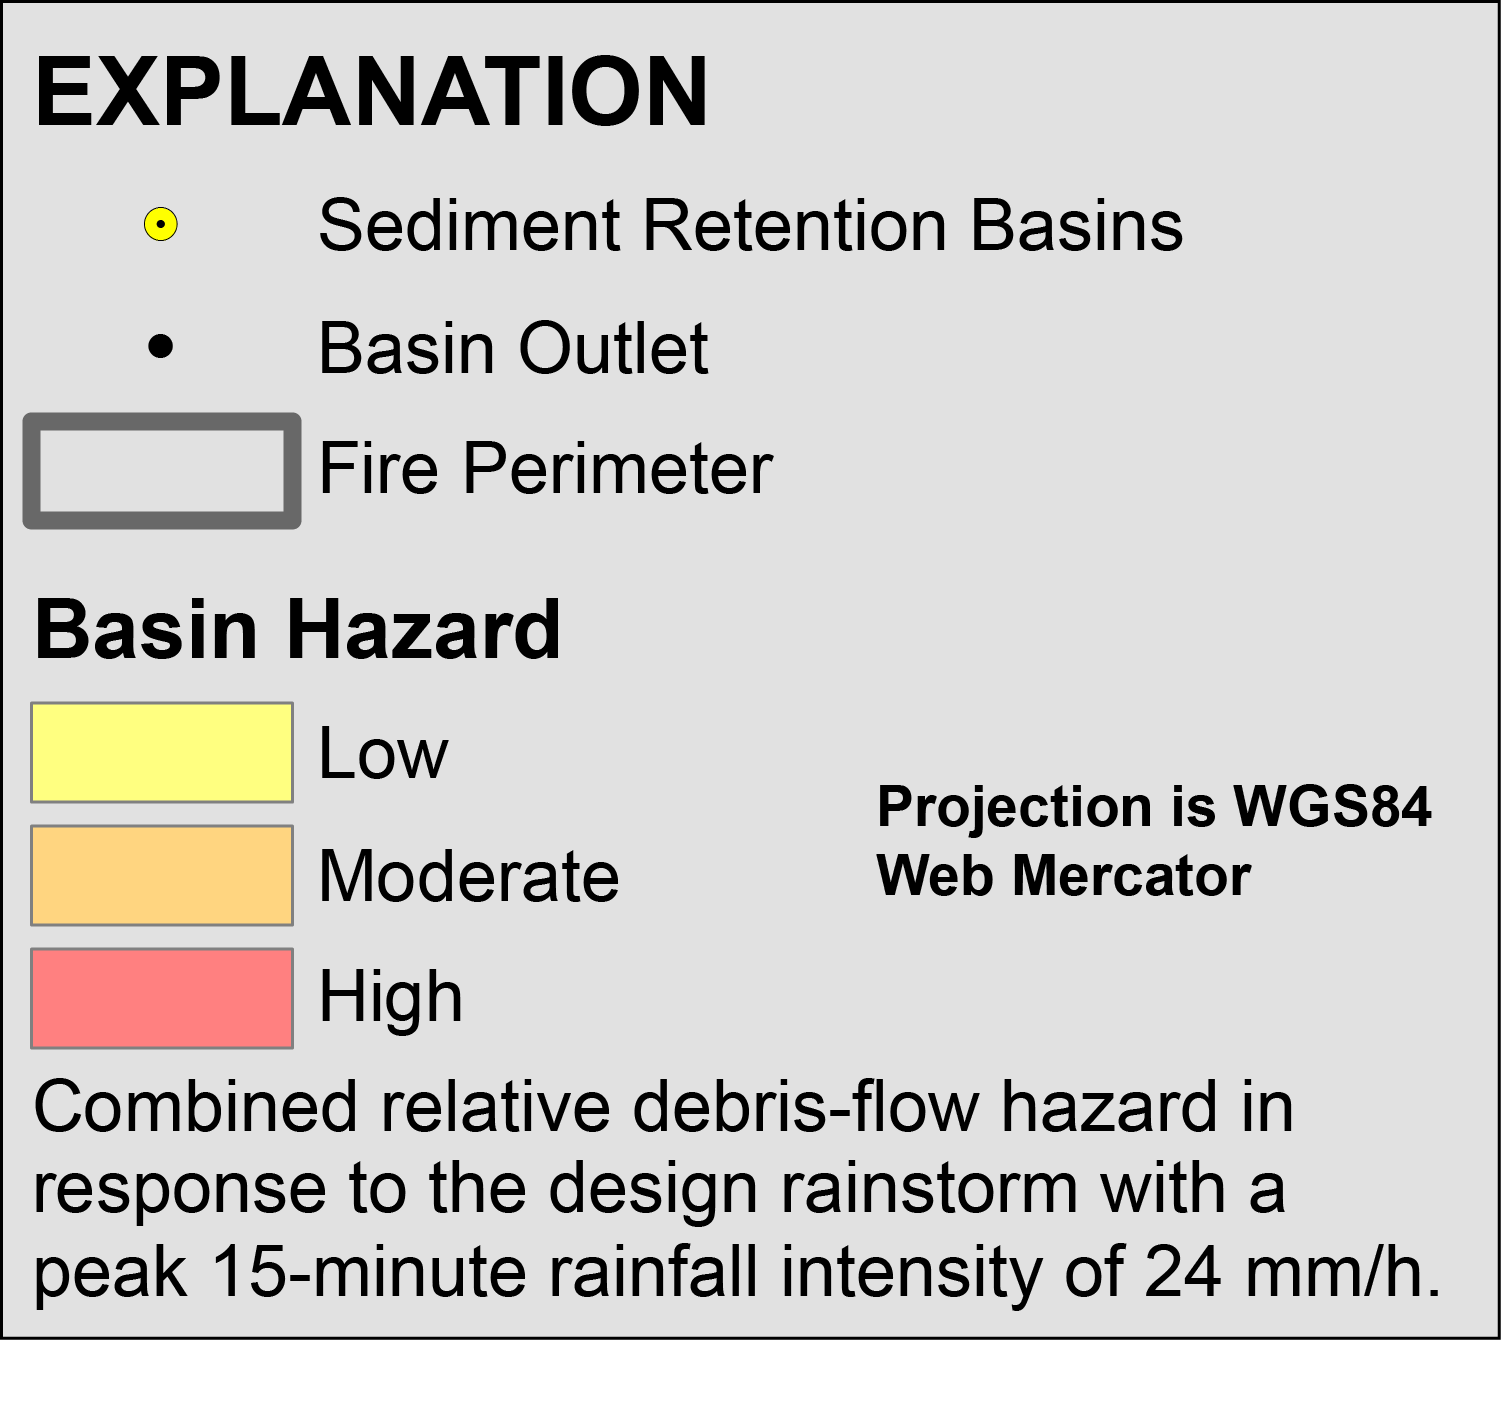 EXPLANATION
Sediment Retention Basins
Basin Outlet
Fire Perimeter
Basin Hazard
Low
Moderate
High
Projection is WGS84
Web Mercator
Combined relative debris-flow hazard in
response to the design rainstorm with a
peak 15-minute rainfall intensity of 24 mm/h.